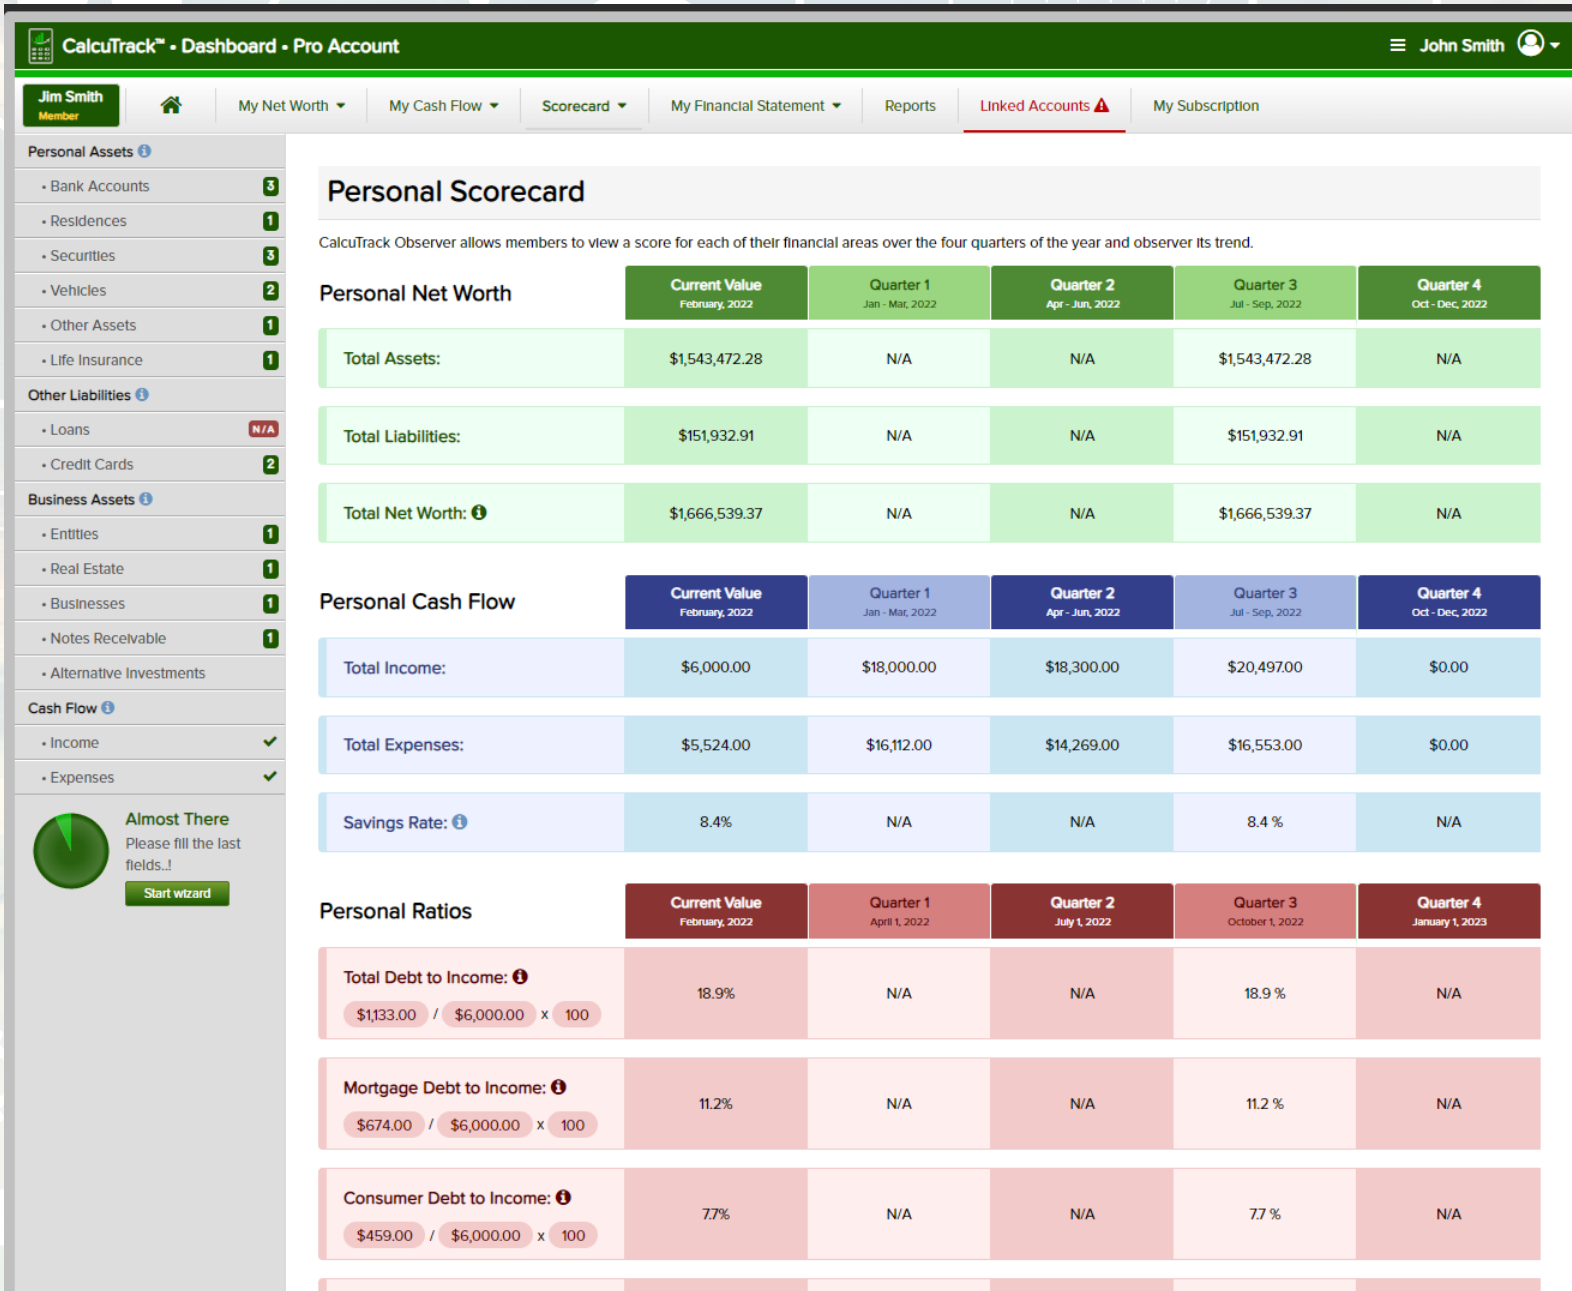 CalcuTrack™ • Dashboard • Pro Account
John Smith
Jim Smith
Member
My Net Worth
My Cash Flow
Scorecard
My Financial Statement
Reports
Linked Accounts
My Subscription
Personal Assets
• Bank Accounts 3
• Residences 1
• Securities 3
• Vehicles 2
• Other Assets 1
• Life Insurance 1
Other Liabilities
• Loans N/A
• Credit Cards 2
Business Assets
• Entities 1
• Real Estate 1
• Businesses 1
• Notes Receivable 1
• Alternative Investments
Cash Flow
• Income
• Expenses
Almost There
Please fill the last
fields..!
Start wizard
Personal Scorecard
CalcuTrack Observer allows members to view a score for each of their financial areas over the four quarters of the year and observer its trend.
Personal Net Worth
Current Value Quarter 1 Quarter 2 Quarter 3 Quarter 4
February, 2022 Jan - Mar, 2022 Apr - Jun, 2022 Jul - Sep, 2022 Oct - Dec, 2022
Total Assets: $1,543,472.28 N/A N/A $1,543,472.28 N/A
Total Liabilities: $151,932.91 N/A N/A $151,932.91 N/A
Total Net Worth: $1,666,539.37 N/A N/A $1,666,539.37 N/A
Personal Cash Flow
Current Value Quarter 1 Quarter 2 Quarter 3 Quarter 4
February, 2022 Jan - Mar, 2022 Apr - Jun, 2022 Jul - Sep, 2022 Oct - Dec, 2022
Total Income: $6,000.00 $18,000.00 $18,300.00 $20,497.00 $0.00
Total Expenses: $5,524.00 $16,112.00 $14,269.00 $16,553.00 $0.00
Savings Rate: 8.4% N/A N/A 8.4 % N/A
Personal Ratios
Current Value Quarter 1 Quarter 2 Quarter 3 Quarter 4
February, 2022 April 1, 2022 July 1, 2022 October 1, 2022 January 1, 2023
Total Debt to Income:
$1,133.00 / $6,000.00 x 100
18.9% N/A N/A 18.9 % N/A
Mortgage Debt to Income:
$674.00 / $6,000.00 x 100
11.2% N/A N/A 11.2 % N/A
Consumer Debt to Income:
$459.00 / $6,000.00 x 100
7.7% N/A N/A 7.7 % N/A